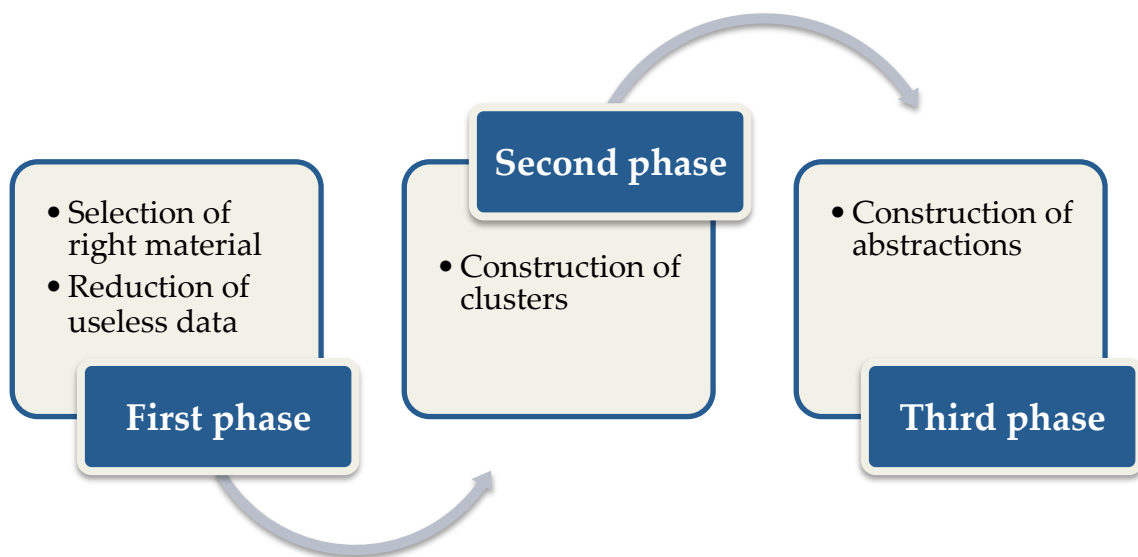 • Selection of
right material
• Reduction of
useless data
First phase
Second phase
• Construction of
clusters
• Construction of
abstractions
Third phase